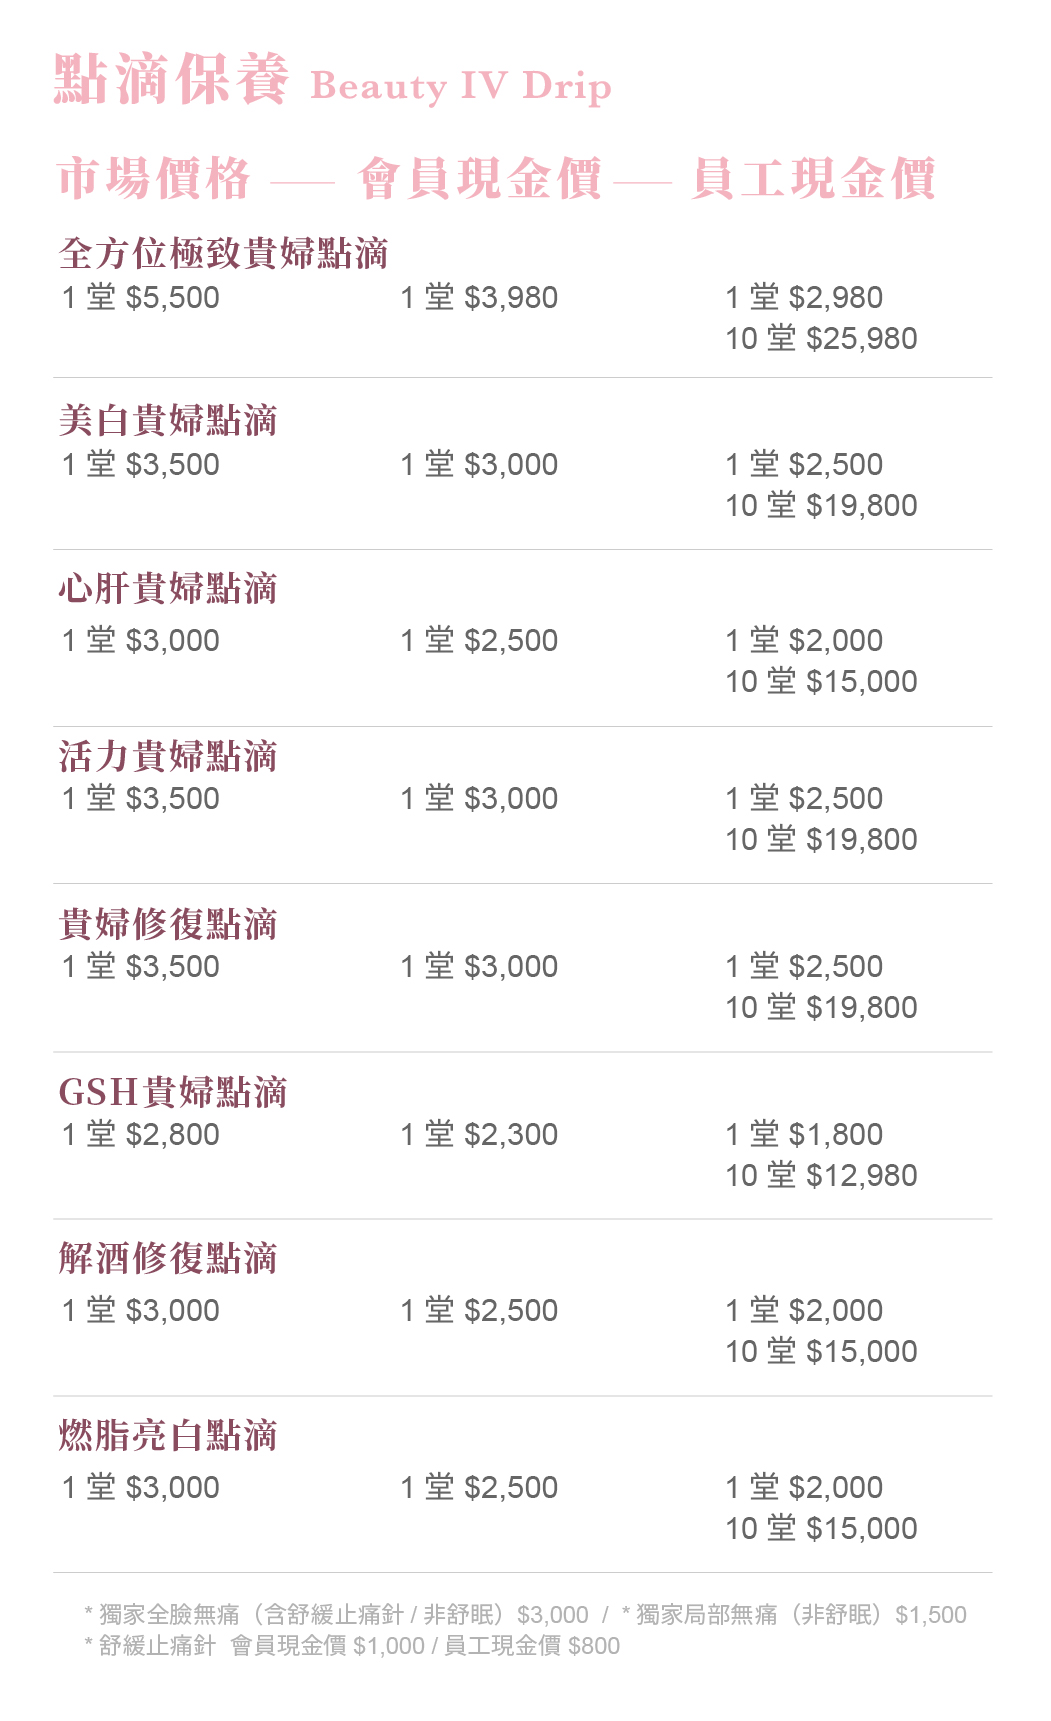 點滴保養 Beauty IV Drip
市場價格 — 會員現金價 — 員工現金價
全方位極致貴婦點滴
1 堂 $5,500 1 堂 $3,980 1 堂 $2,980
10 堂 $25,980
美白貴婦點滴
1 堂 $3,500 1 堂 $3,000 1 堂 $2,500
10 堂 $19,800
心肝貴婦點滴
1 堂 $3,000 1 堂 $2,500 1 堂 $2,000
10 堂 $15,000
活力貴婦點滴
1 堂 $3,500 1 堂 $3,000 1 堂 $2,500
10 堂 $19,800
貴婦修復點滴
1 堂 $3,500 1 堂 $3,000 1 堂 $2,500
10 堂 $19,800
GSH貴婦點滴
1 堂 $2,800 1 堂 $2,300 1 堂 $1,800
10 堂 $12,980
解酒修復點滴
1 堂 $3,000 1 堂 $2,500 1 堂 $2,000
10 堂 $15,000
燃脂亮白點滴
1 堂 $3,000 1 堂 $2,500 1 堂 $2,000
10 堂 $15,000
* 獨家全臉無痛（含舒緩止痛針 / 非舒眠）$3,000 / * 獨家局部無痛（非舒眠）$1,500
* 舒緩止痛針 會員現金價 $1,000 / 員工現金價 $800